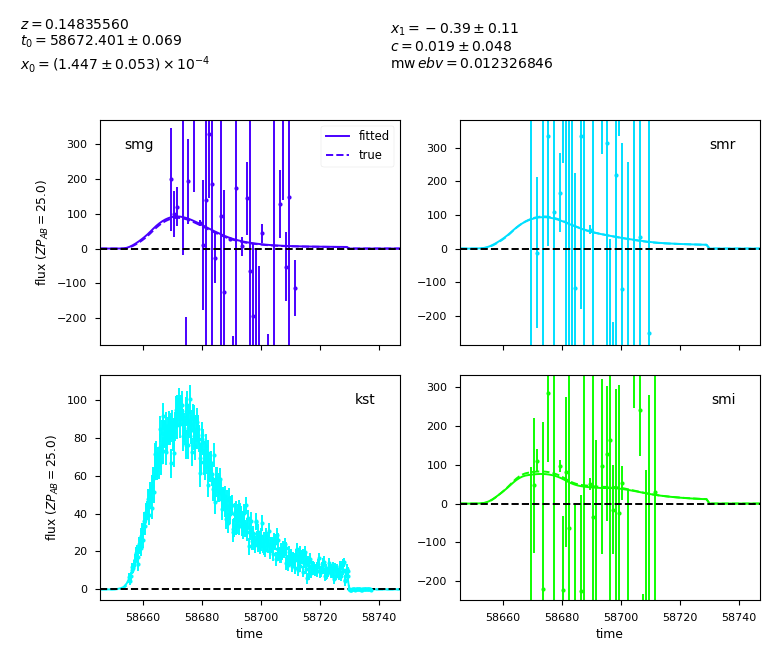 z = 0.14835560
t0 = 58672.401 ± 0.069
x0 = (1.447 ± 0.053) × 10^−4
x1 = −0.39 ± 0.11
c = 0.019 ± 0.048
mw ebv = 0.012326846
smg
fitted
true
300
200
100
0
−100
−200
flux (ZP_AB = 25.0)
smr
300
200
100
0
−100
−200
kst
100
80
60
40
20
0
flux (ZP_AB = 25.0)
58660 58680 58700 58720 58740
time
smi
300
200
100
0
−100
−200
58660 58680 58700 58720 58740
time